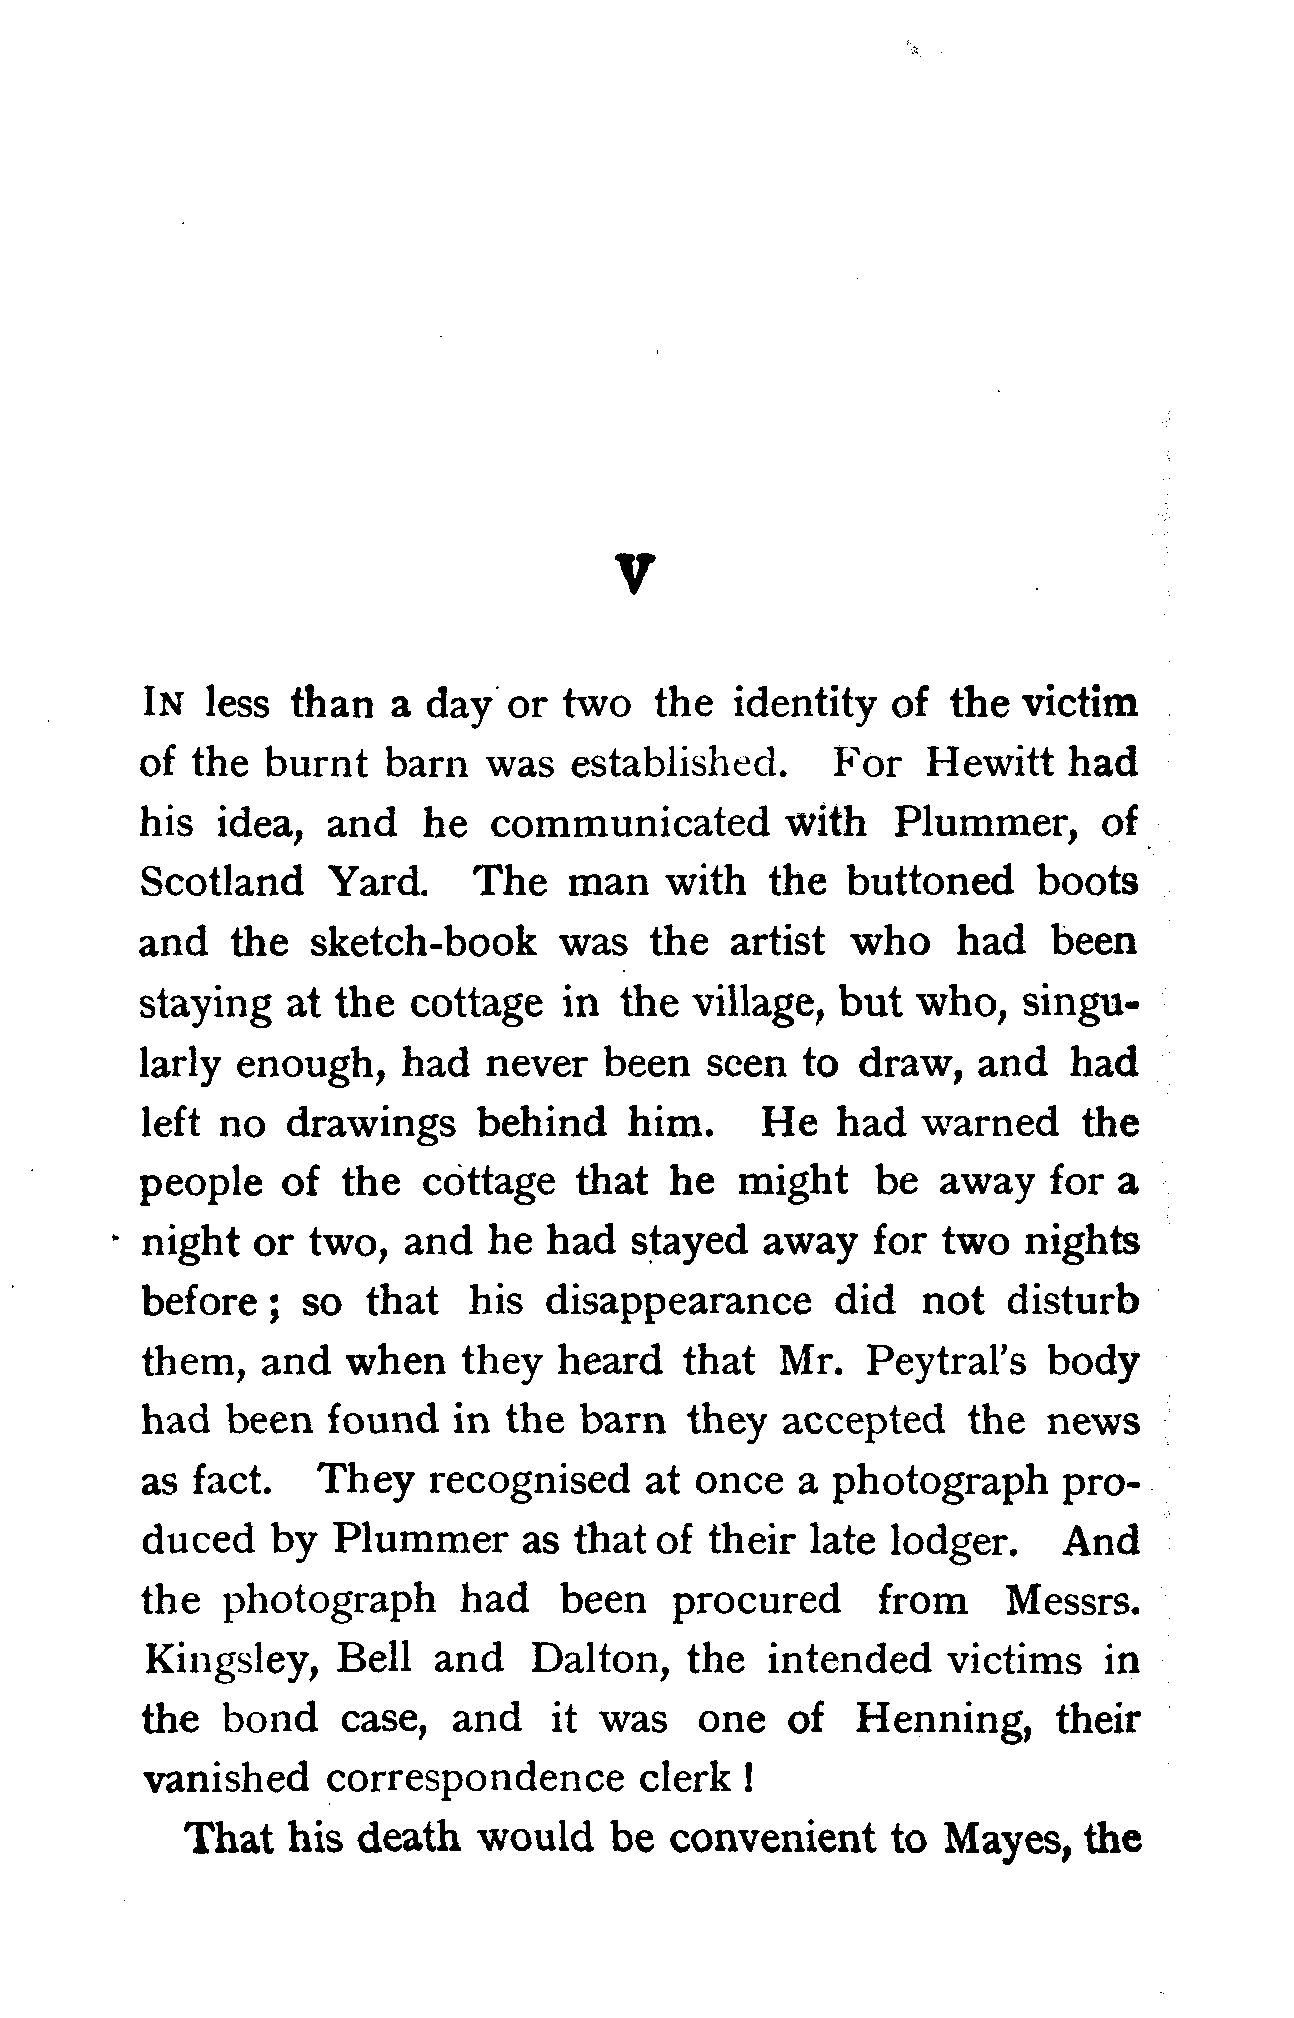 V
IN less than a day or two the identity of the victim
of the burnt barn was established. For Hewitt had
his idea, and he communicated with Plummer, of
Scotland Yard. The man with the buttoned boots
and the sketch-book was the artist who had been
staying at the cottage in the village, but who, singu-
larly enough, had never been seen to draw, and had
left no drawings behind him. He had warned the
people of the cottage that he might be away for a
night or two, and he had stayed away for two nights
before ; so that his disappearance did not disturb
them, and when they heard that Mr. Peytral's body
had been found in the barn they accepted the news
as fact. They recognised at once a photograph pro-
duced by Plummer as that of their late lodger. And
the photograph had been procured from Messrs.
Kingsley, Bell and Dalton, the intended victims in
the bond case, and it was one of Henning, their
vanished correspondence clerk !
That his death would be convenient to Mayes, the